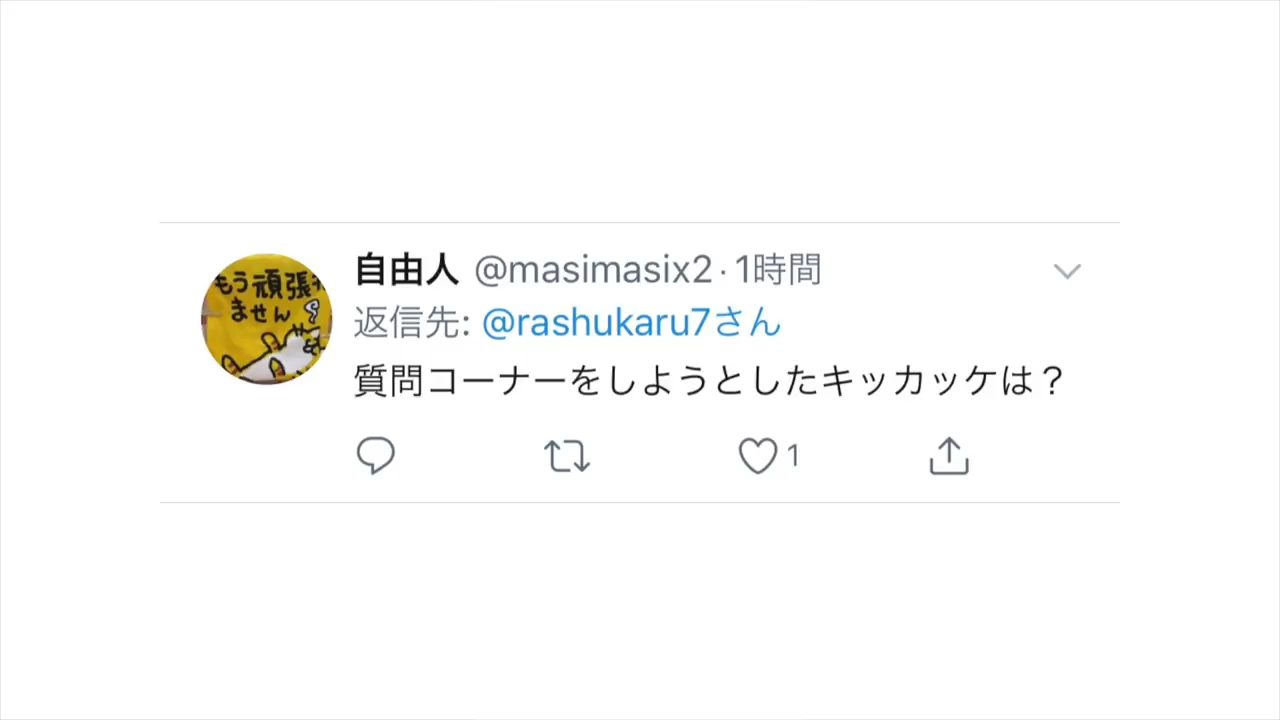 自由人 @masimasix2 · 1時間
返信先: @rashukaru7さん
質問コーナーをしようとしたキッカッケは？
1
もう頑張れ
ません